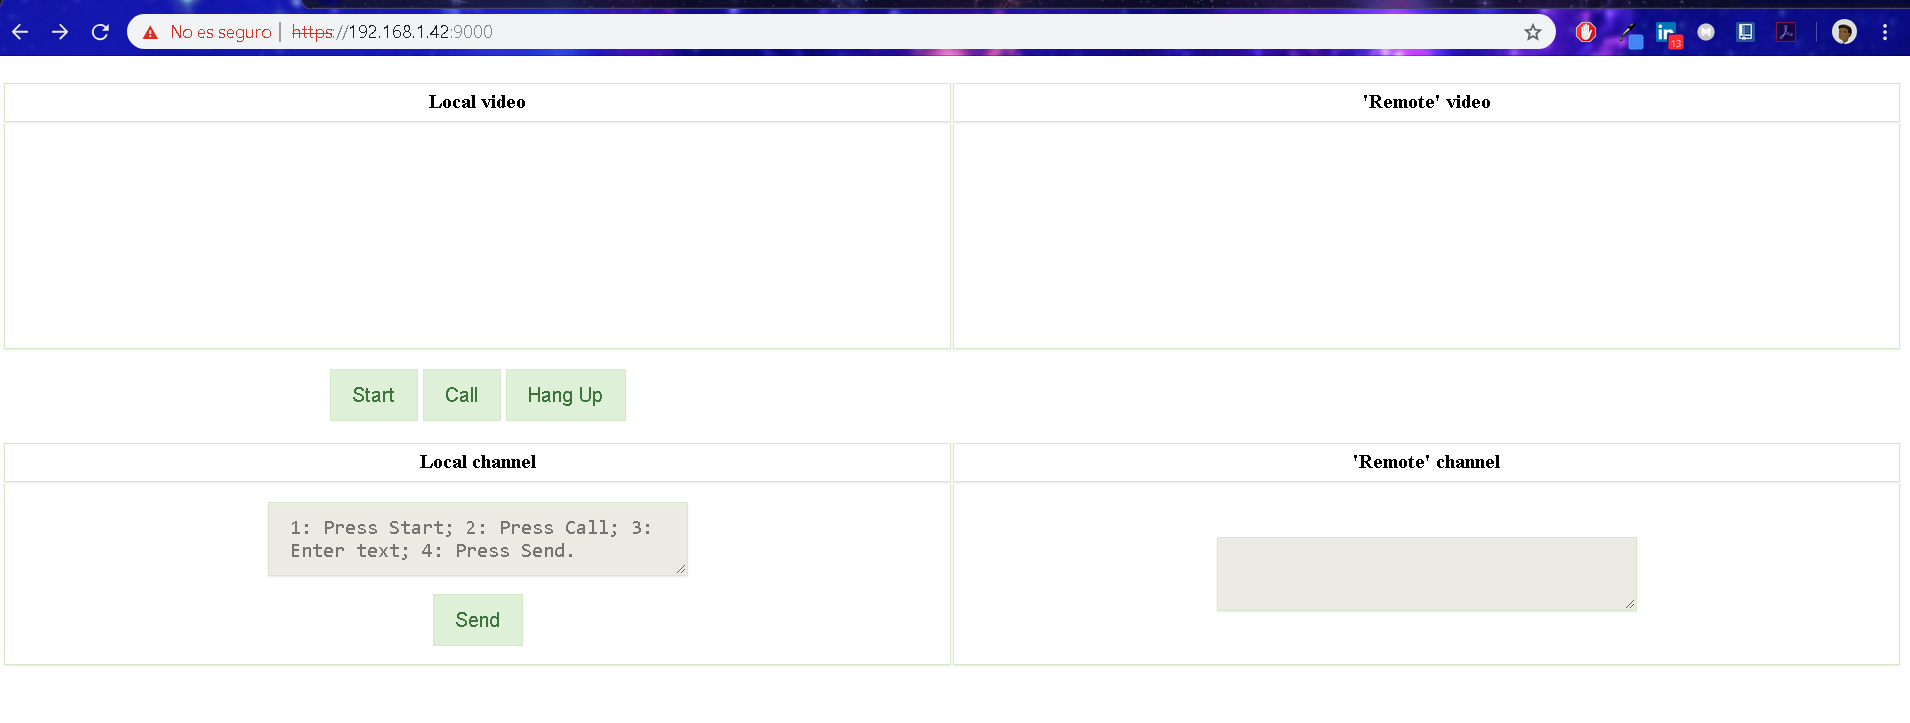 No es seguro | https://192.168.1.42:9000
13
Local video
'Remote' video
Start
Call
Hang Up
Local channel
'Remote' channel
1: Press Start; 2: Press Call; 3:
Enter text; 4: Press Send.
Send